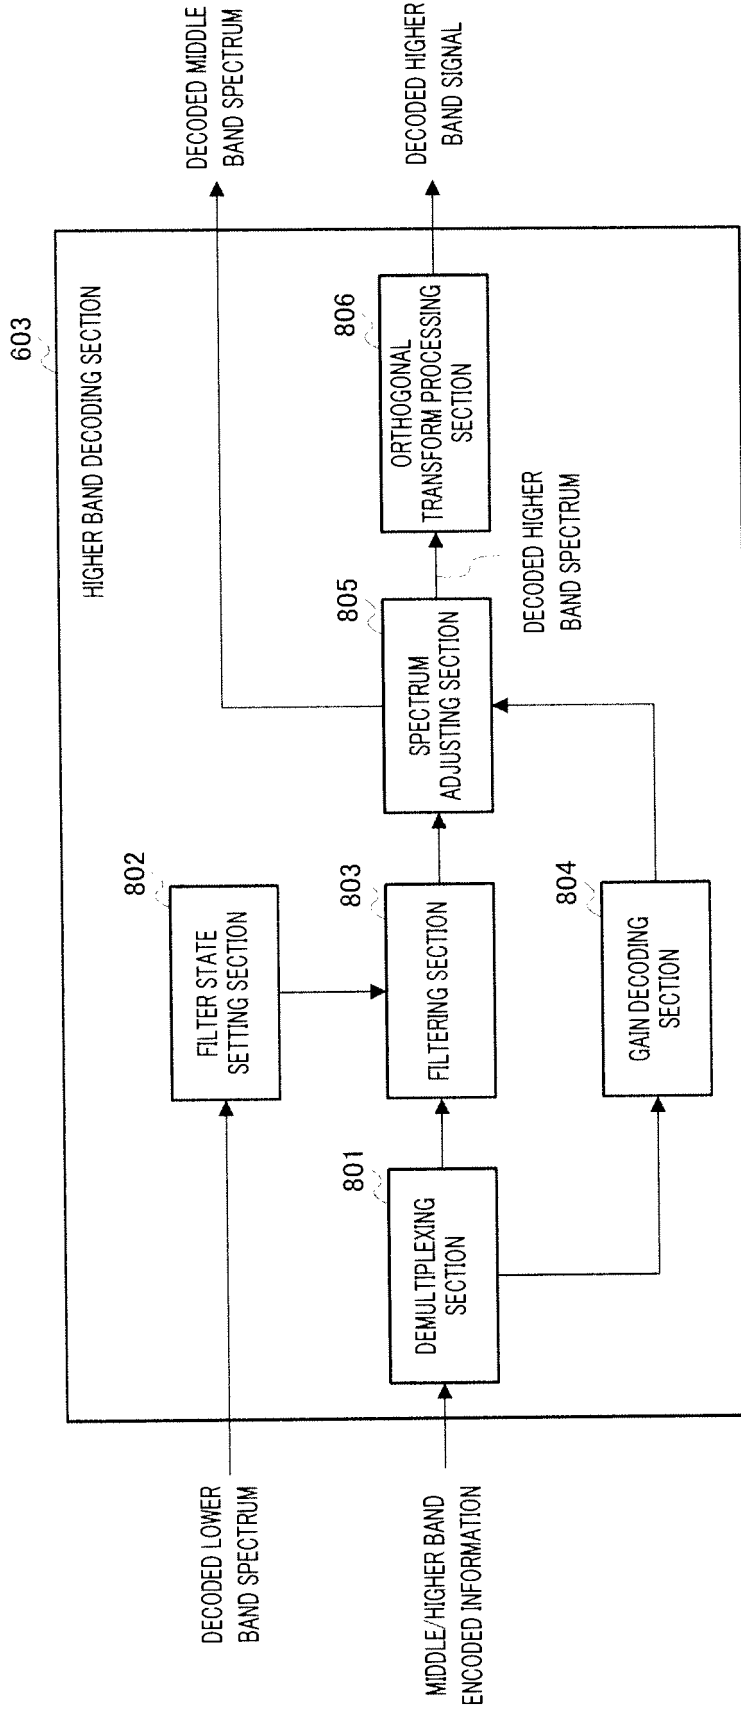 603
HIGHER BAND DECODING SECTION
DECODED LOWER
BAND SPECTRUM
802
FILTER STATE
SETTING SECTION
DECODED MIDDLE
BAND SPECTRUM
MIDDLE/HIGHER BAND
ENCODED INFORMATION
801
DEMULTIPLEXING
SECTION
803
FILTERING SECTION
805
SPECTRUM
ADJUSTING SECTION
DECODED HIGHER
BAND SPECTRUM
806
ORTHOGONAL
TRANSFORM PROCESSING
SECTION
DECODED HIGHER
BAND SIGNAL
804
GAIN DECODING
SECTION